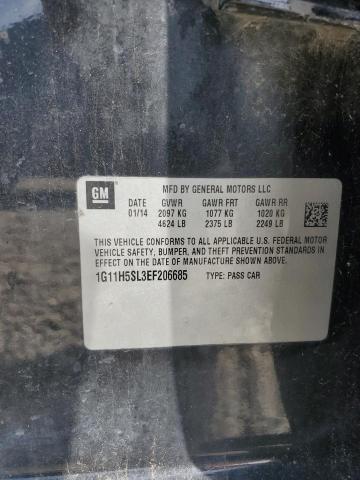 GM
MFD BY GENERAL MOTORS LLC
DATE GVWR GAWR FRT GAWR RR
01/14 2097 KG 1077 KG 1020 KG
4624 LB 2375 LB 2249 LB
THIS VEHICLE CONFORMS TO ALL APPLICABLE U.S. FEDERAL MOTOR
VEHICLE SAFETY, BUMPER, AND THEFT PREVENTION STANDARDS
IN EFFECT ON THE DATE OF MANUFACTURE SHOWN ABOVE.
1G11H5SL3EF206685 TYPE: PASS CAR